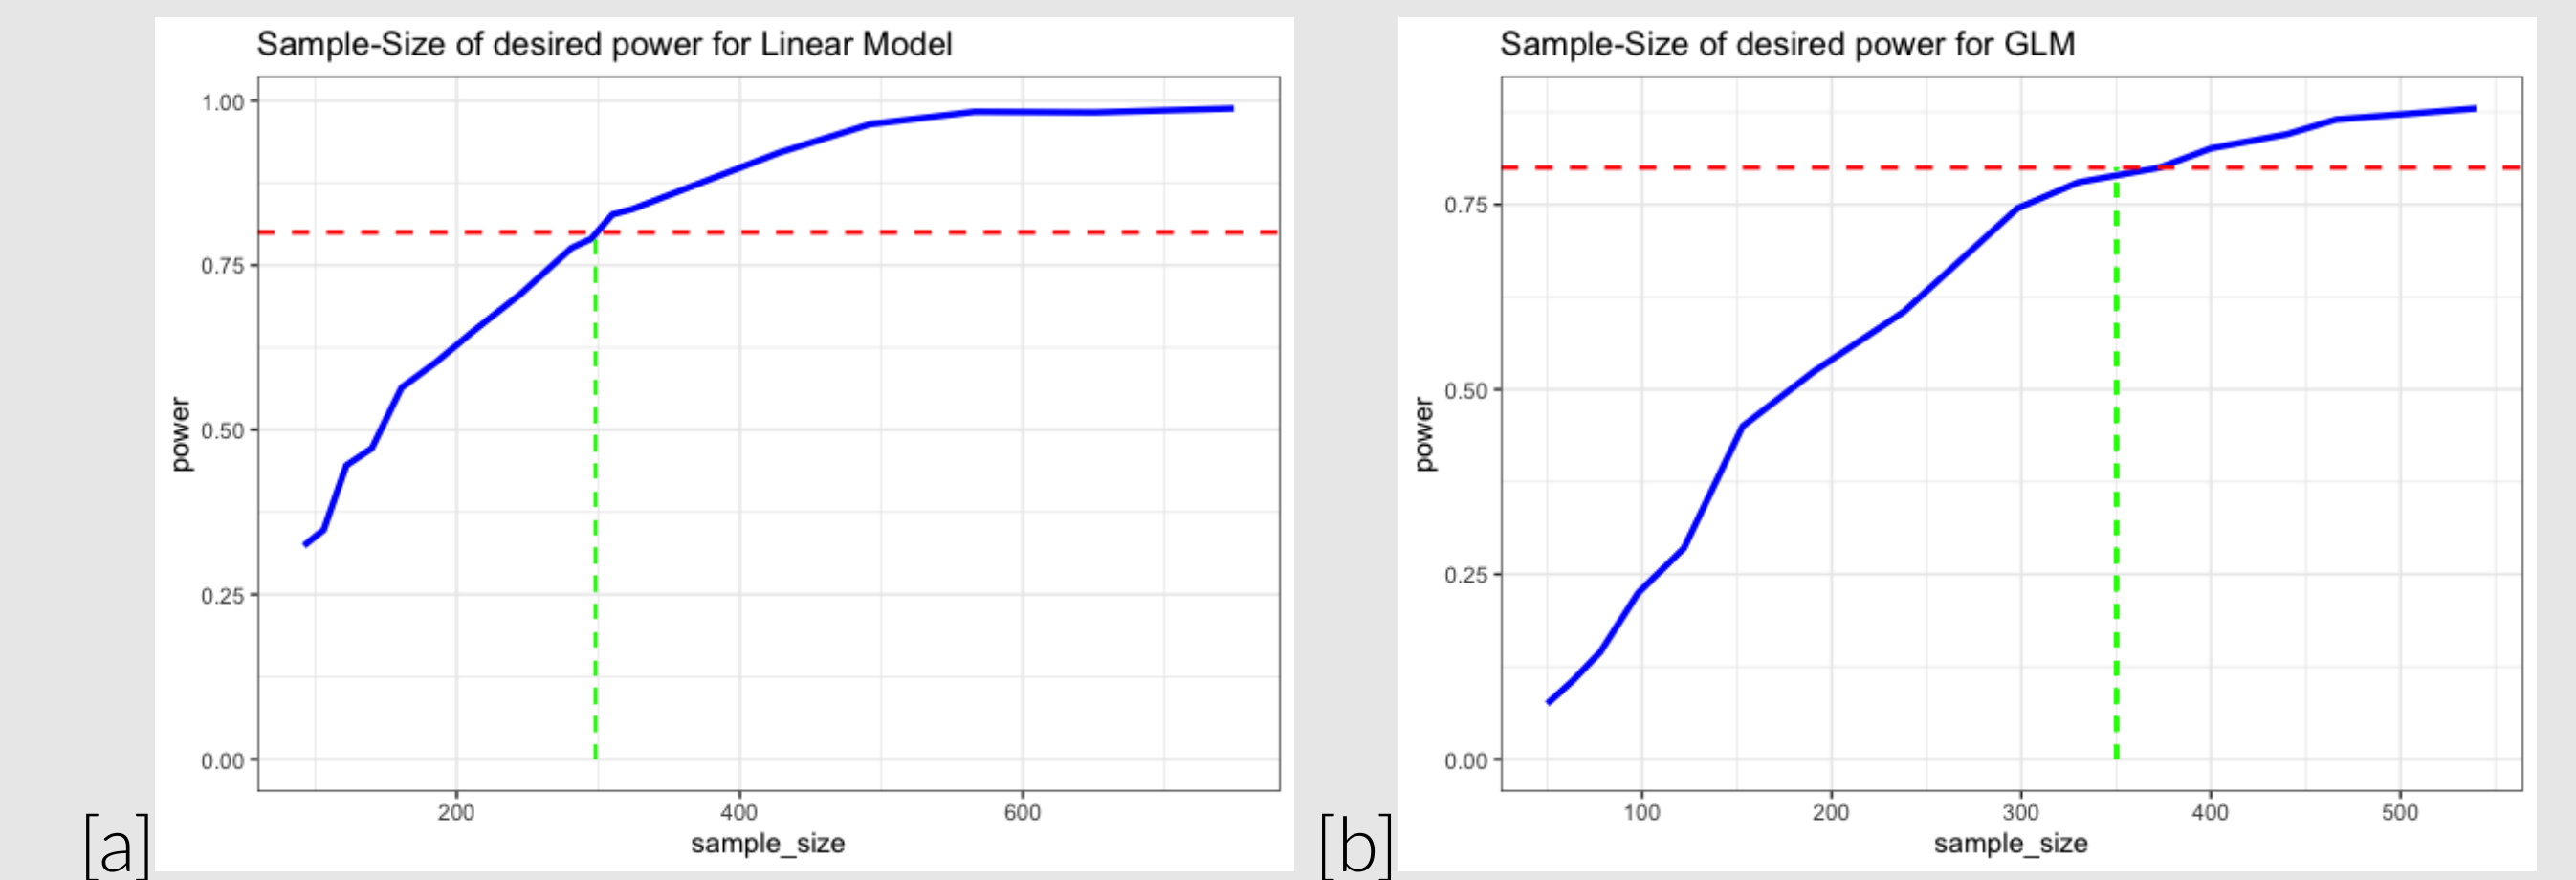 Sample-Size of desired power for Linear Model
1.00
0.75
0.50
0.25
0.00
power
200 400 600
sample_size
[a]
Sample-Size of desired power for GLM
0.75
0.50
0.25
0.00
power
100 200 300 400 500
sample_size
[b]